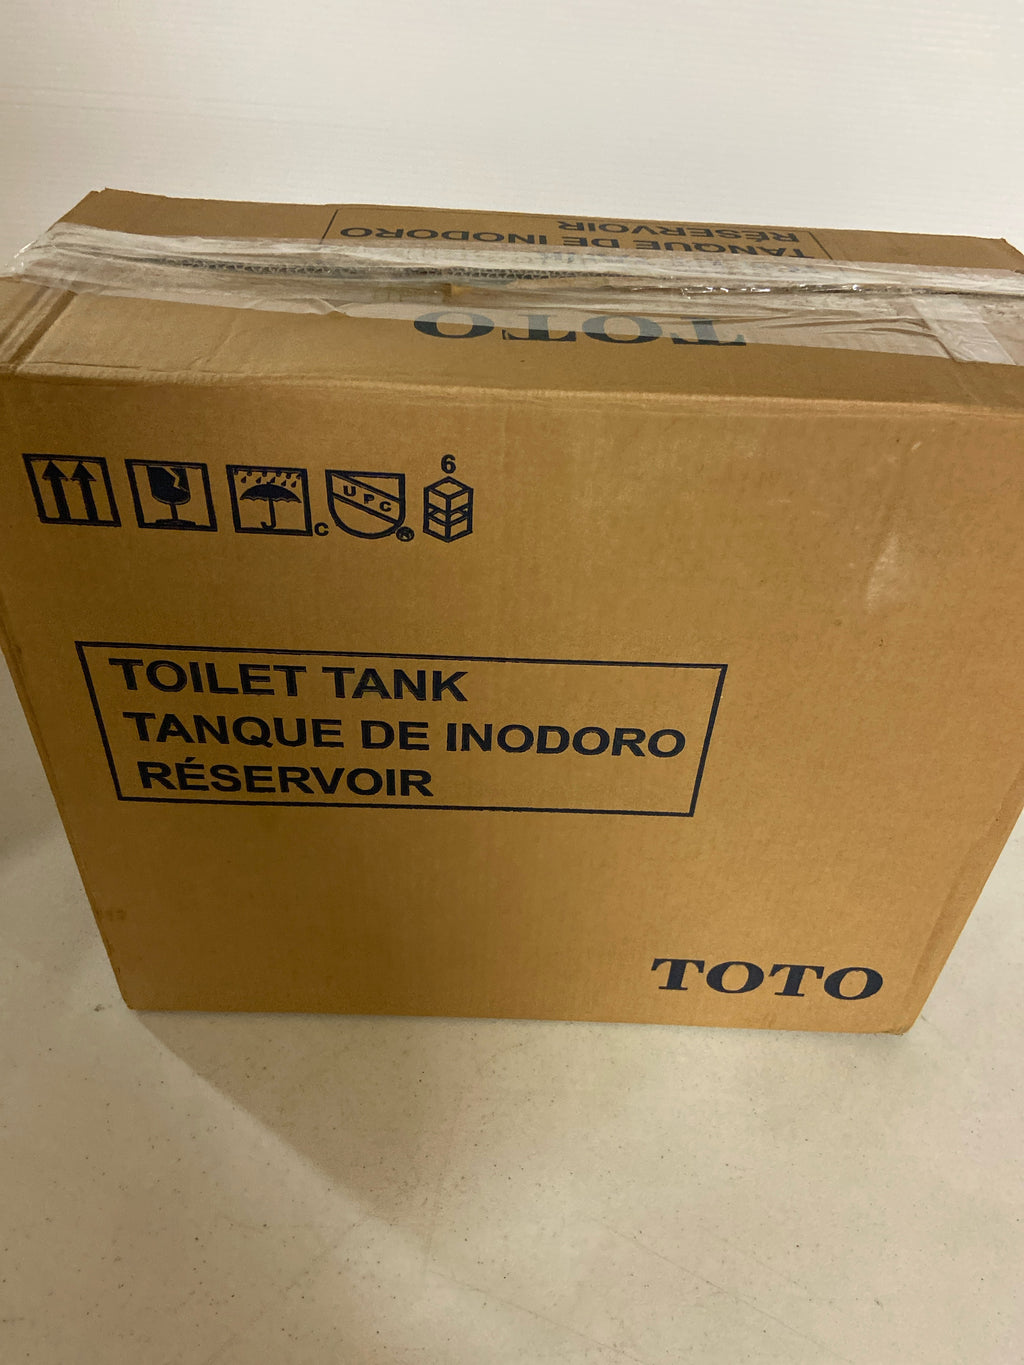 RÉSERVOIR
TANQUE DE INODORO
TOTO
6
C UPC ®
TOILET TANK
TANQUE DE INODORO
RÉSERVOIR
TOTO